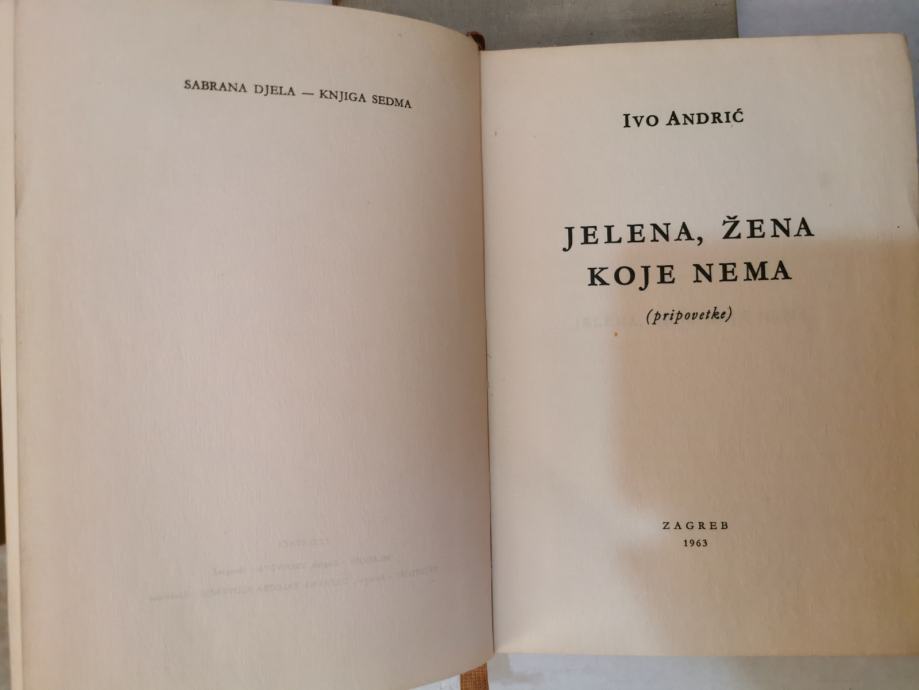 SABRANA DJELA — KNJIGA SEDMA
IVO ANDRIĆ
JELENA, ŽENA
KOJE NEMA
(pripovetke)
ZAGREB
1963